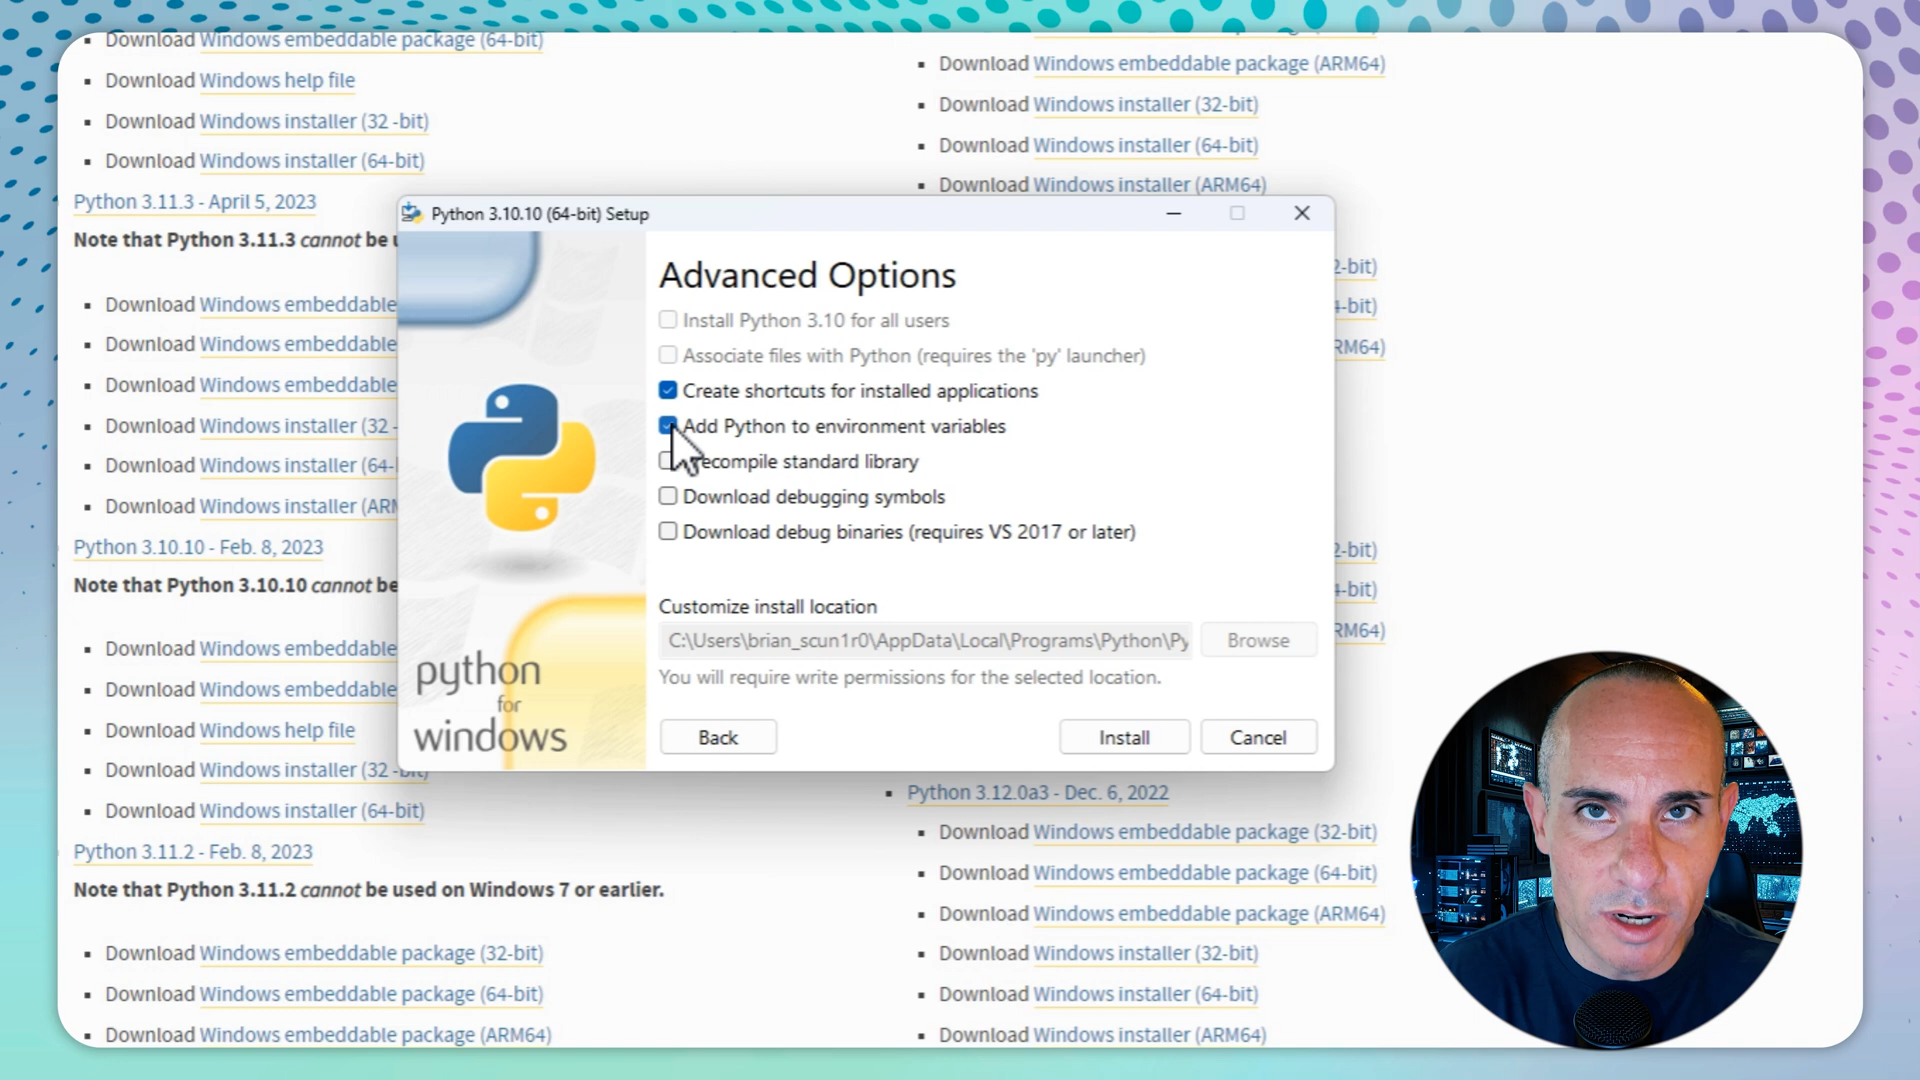 Download Windows embeddable package (64-bit)
Download Windows help file
Download Windows installer (32 -bit)
Download Windows installer (64-bit)
Python 3.11.3 - April 5, 2023
Note that Python 3.11.3 cannot be
Download Windows embeddable
Download Windows embeddable
Download Windows embeddable
Download Windows installer (32 -
Download Windows installer (64-
Download Windows installer (ARM
Python 3.10.10 - Feb. 8, 2023
Note that Python 3.10.10 cannot be
Download Windows embeddable
Download Windows embeddable
Download Windows help file
Download Windows installer (32 -bit)
Download Windows installer (64-bit)
Python 3.11.2 - Feb. 8, 2023
Note that Python 3.11.2 cannot be used on Windows 7 or earlier.
Download Windows embeddable package (32-bit)
Download Windows embeddable package (64-bit)
Download Windows embeddable package (ARM64)
Download Windows embeddable package (ARM64)
Download Windows installer (32-bit)
Download Windows installer (64-bit)
Download Windows installer (ARM64)
2-bit)
4-bit)
RM64)
2-bit)
4-bit)
RM64)
Python 3.12.0a3 - Dec. 6, 2022
Download Windows embeddable package (32-bit)
Download Windows embeddable package (64-bit)
Download Windows embeddable package (ARM64)
Download Windows installer (32-bit)
Download Windows installer (64-bit)
Download Windows installer (ARM64)
Python 3.10.10 (64-bit) Setup
Advanced Options
Install Python 3.10 for all users
Associate files with Python (requires the 'py' launcher)
Create shortcuts for installed applications
Add Python to environment variables
recompile standard library
Download debugging symbols
Download debug binaries (requires VS 2017 or later)
Customize install location
C:\Users\brian_scun1r0\AppData\Local\Programs\Python\Py
Browse
You will require write permissions for the selected location.
Back
Install
Cancel
python
for
windows